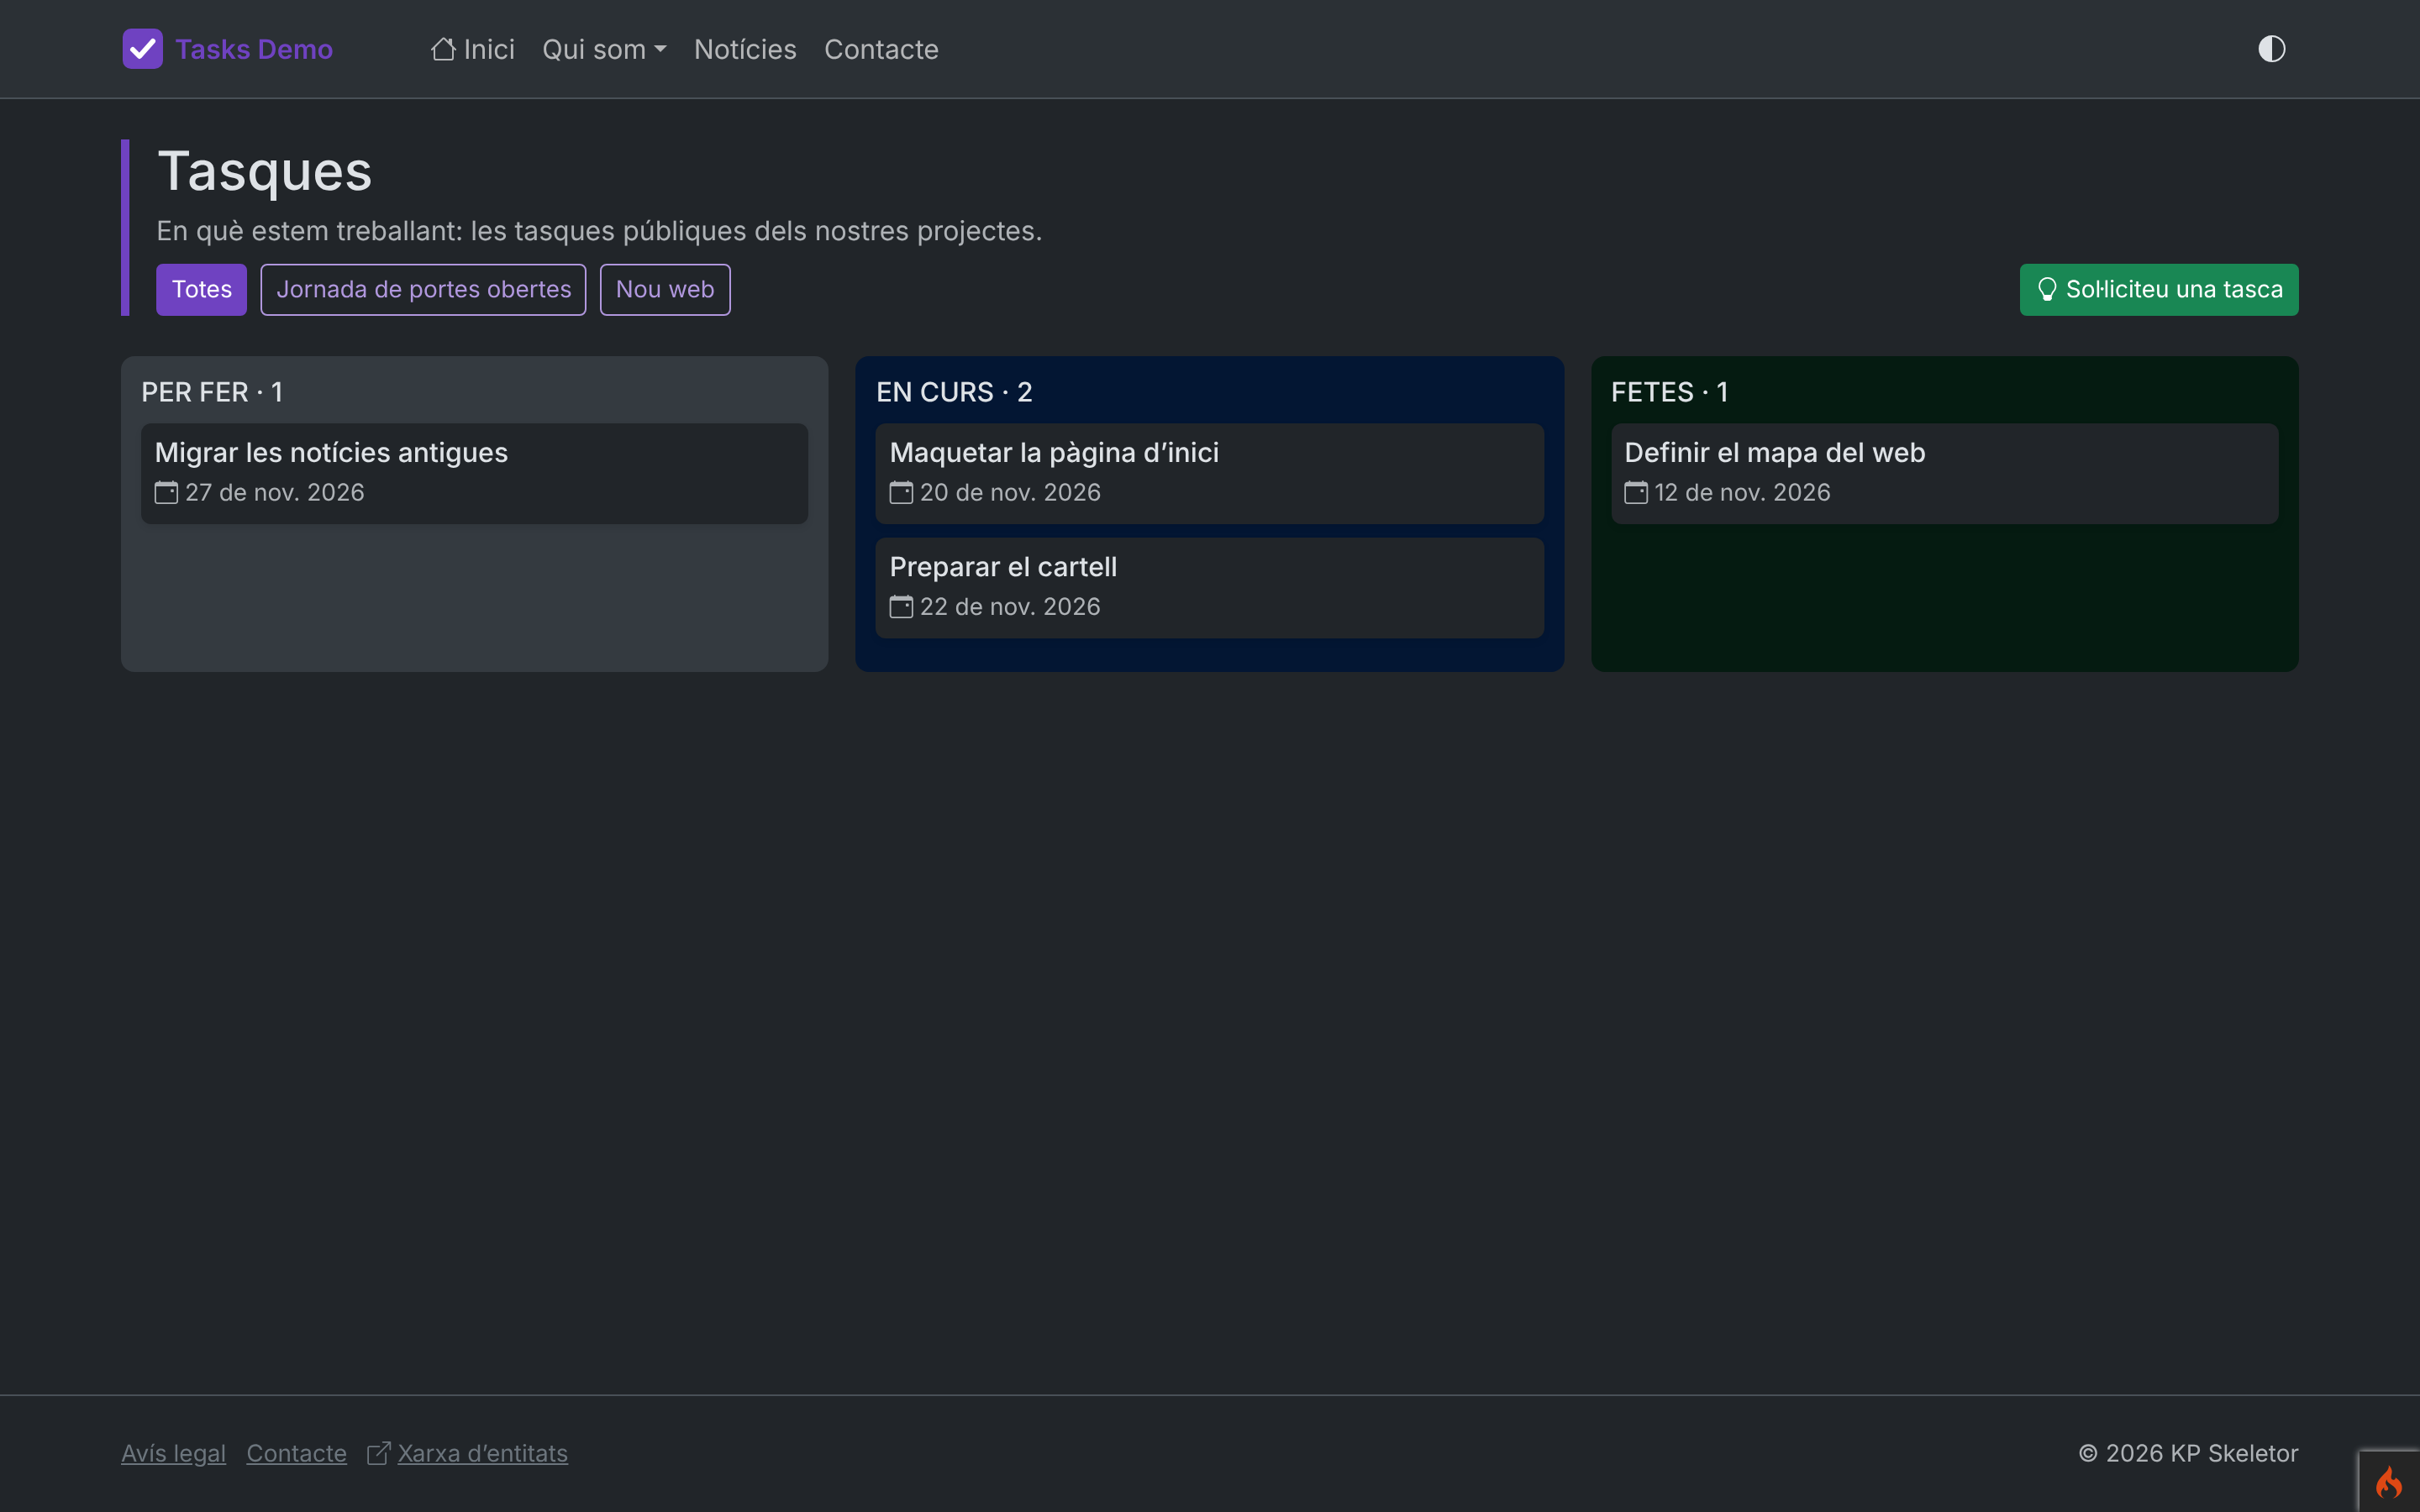 Tasks Demo
Inici
Qui som
Notícies
Contacte
Tasques
En què estem treballant: les tasques públiques dels nostres projectes.
Totes
Jornada de portes obertes
Nou web
Sol·liciteu una tasca
PER FER · 1
Migrar les notícies antigues
27 de nov. 2026
EN CURS · 2
Maquetar la pàgina d’inici
20 de nov. 2026
Preparar el cartell
22 de nov. 2026
FETES · 1
Definir el mapa del web
12 de nov. 2026
Avís legal
Contacte
Xarxa d’entitats
© 2026 KP Skeletor